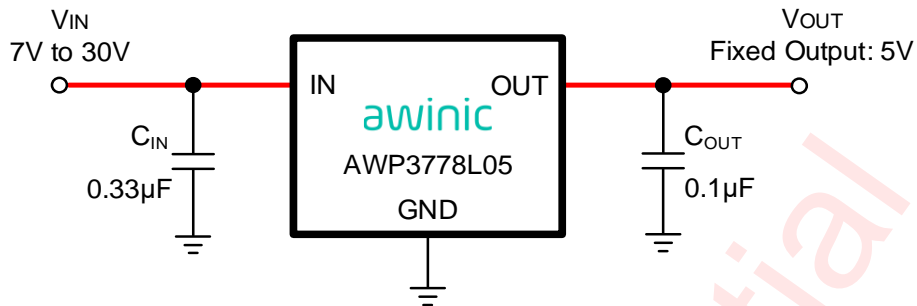 VIN
7V to 30V
VOUT
Fixed Output: 5V
IN
OUT
awinic
AWP3778L05
GND
CIN
0.33µF
COUT
0.1µF
tial